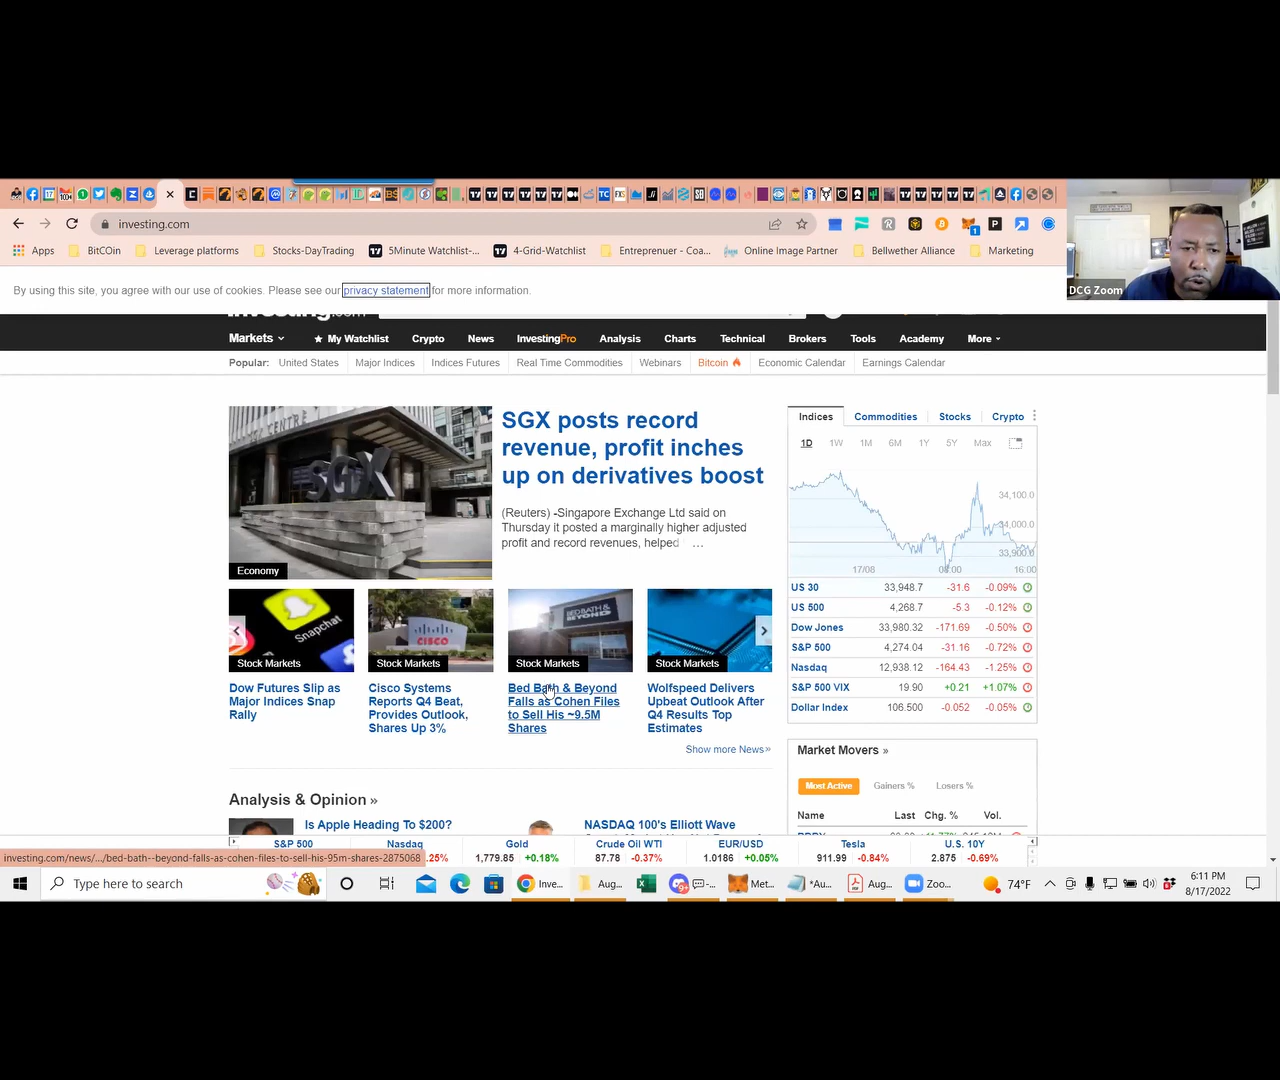 investing.com
Apps
BitCOin
Leverage platforms
Stocks-DayTrading
5Minute Watchlist-...
4-Grid-Watchlist
Entreprenuer - Coa...
Online Image Partner
Bellwether Alliance
Marketing
DCG Zoom
By using this site, you agree with our use of cookies. Please see our privacy statement for more information.
Markets
My Watchlist
Crypto
News
InvestingPro
Analysis
Charts
Technical
Brokers
Tools
Academy
More
Popular:
United States
Major Indices
Indices Futures
Real Time Commodities
Webinars
Bitcoin
Economic Calendar
Earnings Calendar
SGX
Economy
SGX posts record
revenue, profit inches
up on derivatives boost
(Reuters) -Singapore Exchange Ltd said on
Thursday it posted a marginally higher adjusted
profit and record revenues, helped ...
Snapchat
Stock Markets
Dow Futures Slip as
Major Indices Snap
Rally
CISCO
Stock Markets
Cisco Systems
Reports Q4 Beat,
Provides Outlook,
Shares Up 3%
BED BATH &
BEYOND
Stock Markets
Bed Bath & Beyond
Falls as Cohen Files
to Sell His ~9.5M
Shares
Stock Markets
Wolfspeed Delivers
Upbeat Outlook After
Q4 Results Top
Estimates
Show more News»
Analysis & Opinion »
Is Apple Heading To $200?
NASDAQ 100's Elliott Wave
Indices
Commodities
Stocks
Crypto
1D 1W 1M 6M 1Y 5Y Max
34,100.0
34,000.0
33,900.0
17/08 08:00 16:00
US 30 33,948.7 -31.6 -0.09%
US 500 4,268.7 -5.3 -0.12%
Dow Jones 33,980.32 -171.69 -0.50%
S&P 500 4,274.04 -31.16 -0.72%
Nasdaq 12,938.12 -164.43 -1.25%
S&P 500 VIX 19.90 +0.21 +1.07%
Dollar Index 106.500 -0.052 -0.05%
Market Movers »
Most Active
Gainers %
Losers %
Name Last Chg. % Vol.
S&P 500
Nasdaq
.25%
Gold
1,779.85 +0.18%
Crude Oil WTI
87.78 -0.37%
EUR/USD
1.0186 +0.05%
Tesla
911.99 -0.84%
U.S. 10Y
2.875 -0.69%
investing.com/news/.../bed-bath--beyond-falls-as-cohen-files-to-sell-his-95m-shares-2875068
Type here to search
Inve...
Aug...
Met...
*Au...
Aug...
Zoo...
74°F
6:11 PM
8/17/2022